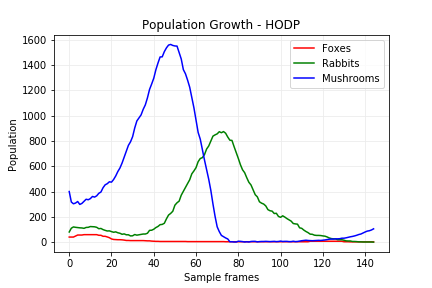 Population Growth - HODP
Foxes
Rabbits
Mushrooms
1600
1400
1200
1000
800
600
400
200
0
Population
0 20 40 60 80 100 120 140
Sample frames